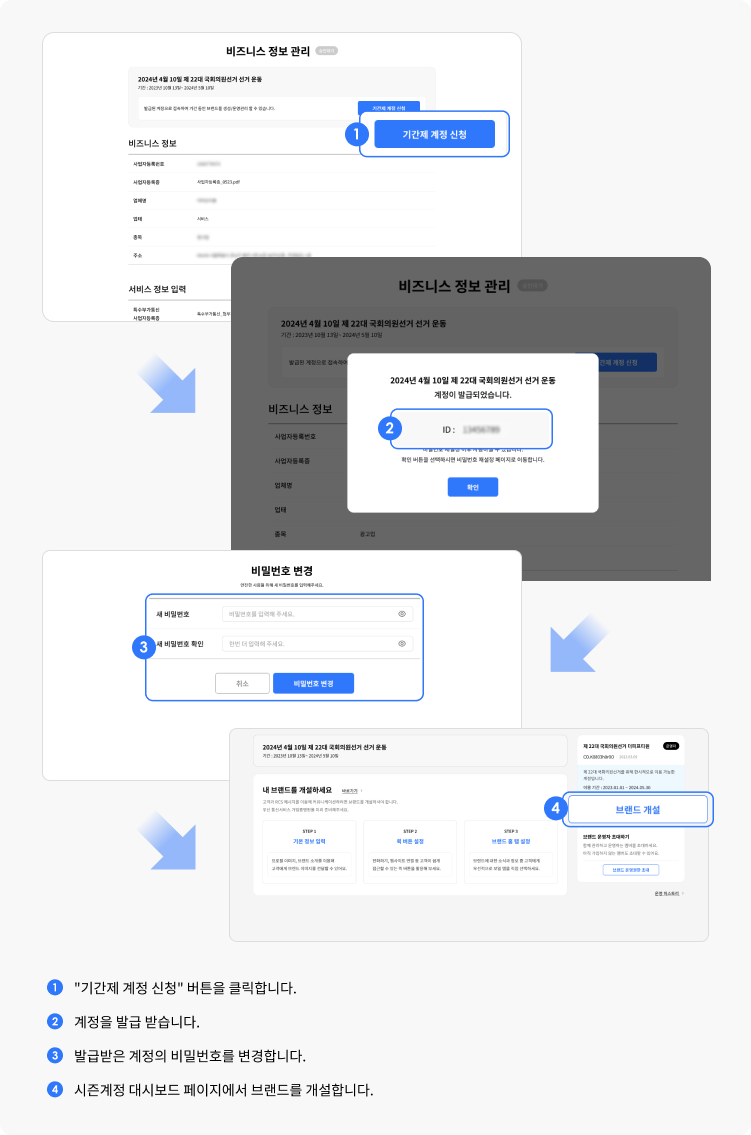 비즈니스 정보 관리
2024년 4월 10일 제 22대 국회의원선거 선거 운동
기간 : 2023년 10월 13일~ 2024년 5월 10일
발급된 계정으로 접속하여 기간 동안 브랜드를 생성/운영관리 할 수 있습니다.
기간제 계정 신청
1
기간제 계정 신청
비즈니스 정보
사업자등록번호
사업자등록증
사업자등록증_0523.pdf
업체명
업태
서비스
종목
주소
서비스 정보 입력
특수부가통신
사업자등록증
비즈니스 정보 관리
2024년 4월 10일 제 22대 국회의원선거 선거 운동
기간 : 2023년 10월 13일~ 2024년 5월 10일
발급된 계정으로 접속하여
계정 신청
비즈니스 정보
사업자등록번호
사업자등록증
업체명
업태
종목
광고업
2024년 4월 10일 제 22대 국회의원선거 선거 운동
계정이 발급되었습니다.
2
ID :
확인 버튼을 선택하시면 비밀번호 재설정 페이지로 이동합니다.
확인
비밀번호 변경
안전한 사용을 위해 새 비밀번호를 입력해주세요.
새 비밀번호
비밀번호를 입력해 주세요.
3
새 비밀번호 확인
한번 더 입력해 주세요.
취소
비밀번호 변경
2024년 4월 10일 제 22대 국회의원선거 선거 운동
기간 : 2023년 10월 13일~ 2024년 5월 10일
내 브랜드를 개설하세요
바로가기
STEP 1
기본 정보 입력
STEP 2
퀵 버튼 설정
STEP 3
브랜드 홈 탭 설정
4
브랜드 개설
이용 기간 : 2023.01.01 ~ 2024.05.30
브랜드 운영자 초대하기
브랜드 운영권한 초대
1 "기간제 계정 신청" 버튼을 클릭합니다.
2 계정을 발급 받습니다.
3 발급받은 계정의 비밀번호를 변경합니다.
4 시즌계정 대시보드 페이지에서 브랜드를 개설합니다.